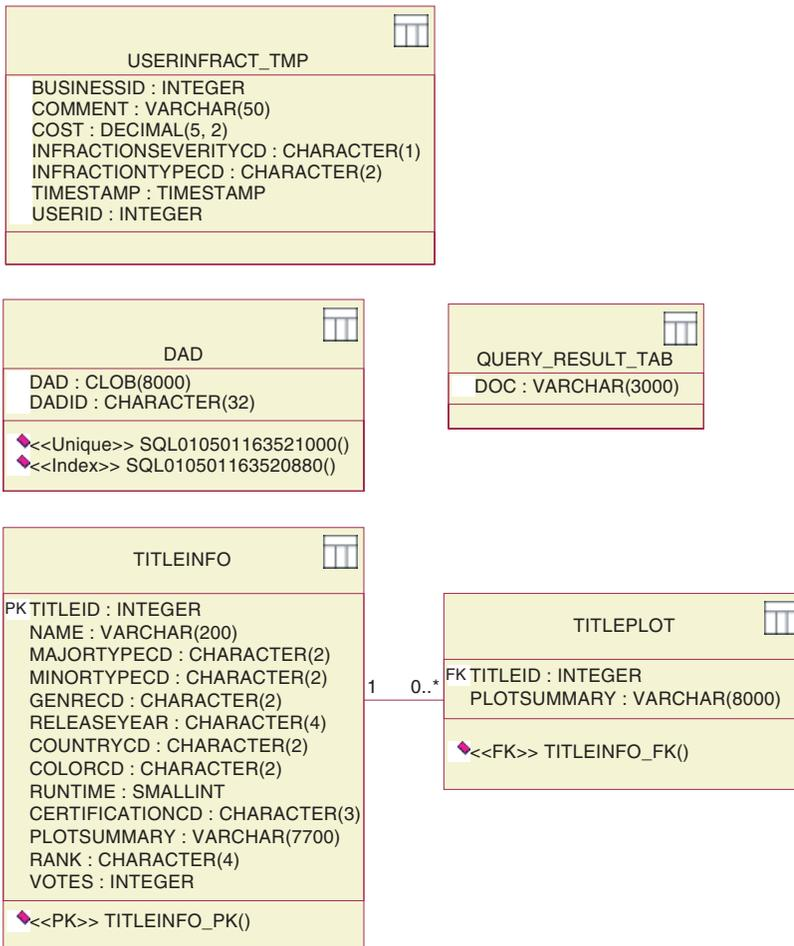 USERINFRACT_TMP
BUSINESSID : INTEGER
COMMENT : VARCHAR(50)
COST : DECIMAL(5, 2)
INFRACTIONSEVERITYCD : CHARACTER(1)
INFRACTIONTYPECD : CHARACTER(2)
TIMESTAMP : TIMESTAMP
USERID : INTEGER
DAD
DAD : CLOB(8000)
DADID : CHARACTER(32)
<<Unique>> SQL010501163521000()
<<Index>> SQL010501163520880()
QUERY_RESULT_TAB
DOC : VARCHAR(3000)
TITLEINFO
PK TITLEID : INTEGER
NAME : VARCHAR(200)
MAJORTYPECD : CHARACTER(2)
MINORTYPECD : CHARACTER(2)
GENRECD : CHARACTER(2)
RELEASEYEAR : CHARACTER(4)
COUNTRYCD : CHARACTER(2)
COLORCD : CHARACTER(2)
RUNTIME : SMALLINT
CERTIFICATIONCD : CHARACTER(3)
PLOTSUMMARY : VARCHAR(7700)
RANK : CHARACTER(4)
VOTES : INTEGER
<<PK>> TITLEINFO_PK()
1 0..*
TITLEPLOT
FK TITLEID : INTEGER
PLOTSUMMARY : VARCHAR(8000)
<<FK>> TITLEINFO_FK()